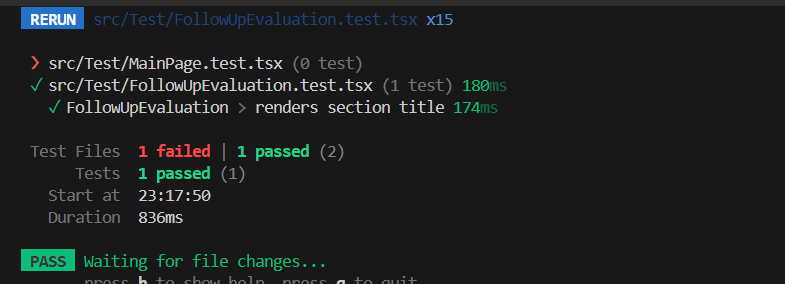 RERUN src/Test/FollowUpEvaluation.test.tsx x15
❯ src/Test/MainPage.test.tsx (0 test)
✓ src/Test/FollowUpEvaluation.test.tsx (1 test) 180ms
✓ FollowUpEvaluation > renders section title 174ms
Test Files 1 failed | 1 passed (2)
Tests 1 passed (1)
Start at 23:17:50
Duration 836ms
PASS Waiting for file changes...
press h to show help, press q to quit